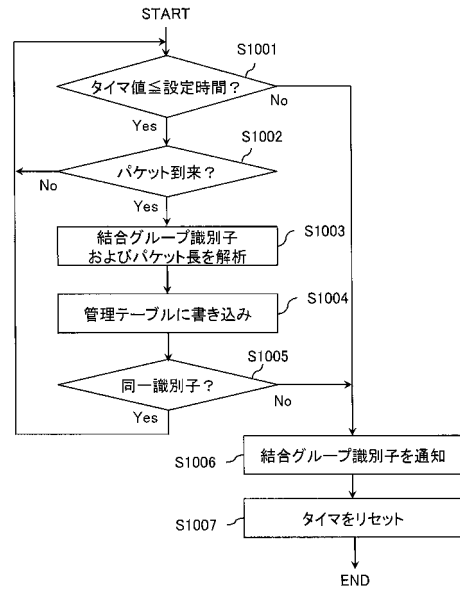 START
S1001
タイマ値≦設定時間?
No
Yes
S1002
パケット到来?
No
Yes
S1003
結合グループ識別子
およびパケット長を解析
S1004
管理テーブルに書き込み
S1005
同一識別子?
No
Yes
S1006
結合グループ識別子を通知
S1007
タイマをリセット
END